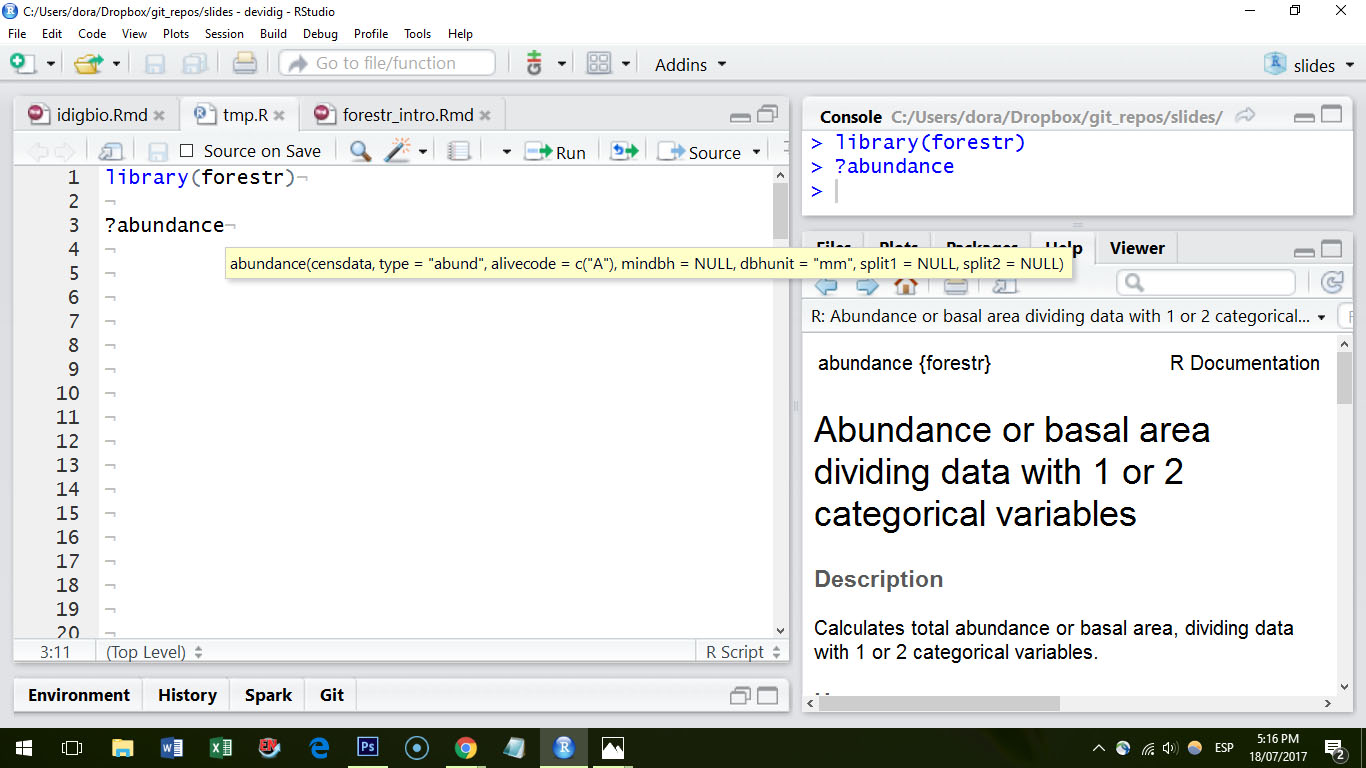 C:/Users/dora/Dropbox/git_repos/slides - devidig - RStudio
File Edit Code View Plots Session Build Debug Profile Tools Help
Go to file/function
Addins
slides
idigbio.Rmd
tmp.R
forestr_intro.Rmd
Source on Save
Run
Source
1 library(forestr)¬
2 ¬
3 ?abundance¬
4 ¬
5 ¬
6 ¬
7 ¬
8 ¬
9 ¬
10 ¬
11 ¬
12 ¬
13 ¬
14 ¬
15 ¬
16 ¬
17 ¬
18 ¬
19 ¬
20 ¬
abundance(censdata, type = "abund", alivecode = c("A"), mindbh = NULL, dbhunit = "mm", split1 = NULL, split2 = NULL)
3:11 (Top Level) R Script
Environment History Spark Git
Console C:/Users/dora/Dropbox/git_repos/slides/
> library(forestr)
> ?abundance
>
Files Plots Packages Help Viewer
R: Abundance or basal area dividing data with 1 or 2 categorical...
abundance {forestr} R Documentation
Abundance or basal area
dividing data with 1 or 2
categorical variables
Description
Calculates total abundance or basal area, dividing data
with 1 or 2 categorical variables.
ESP
5:16 PM
18/07/2017
2